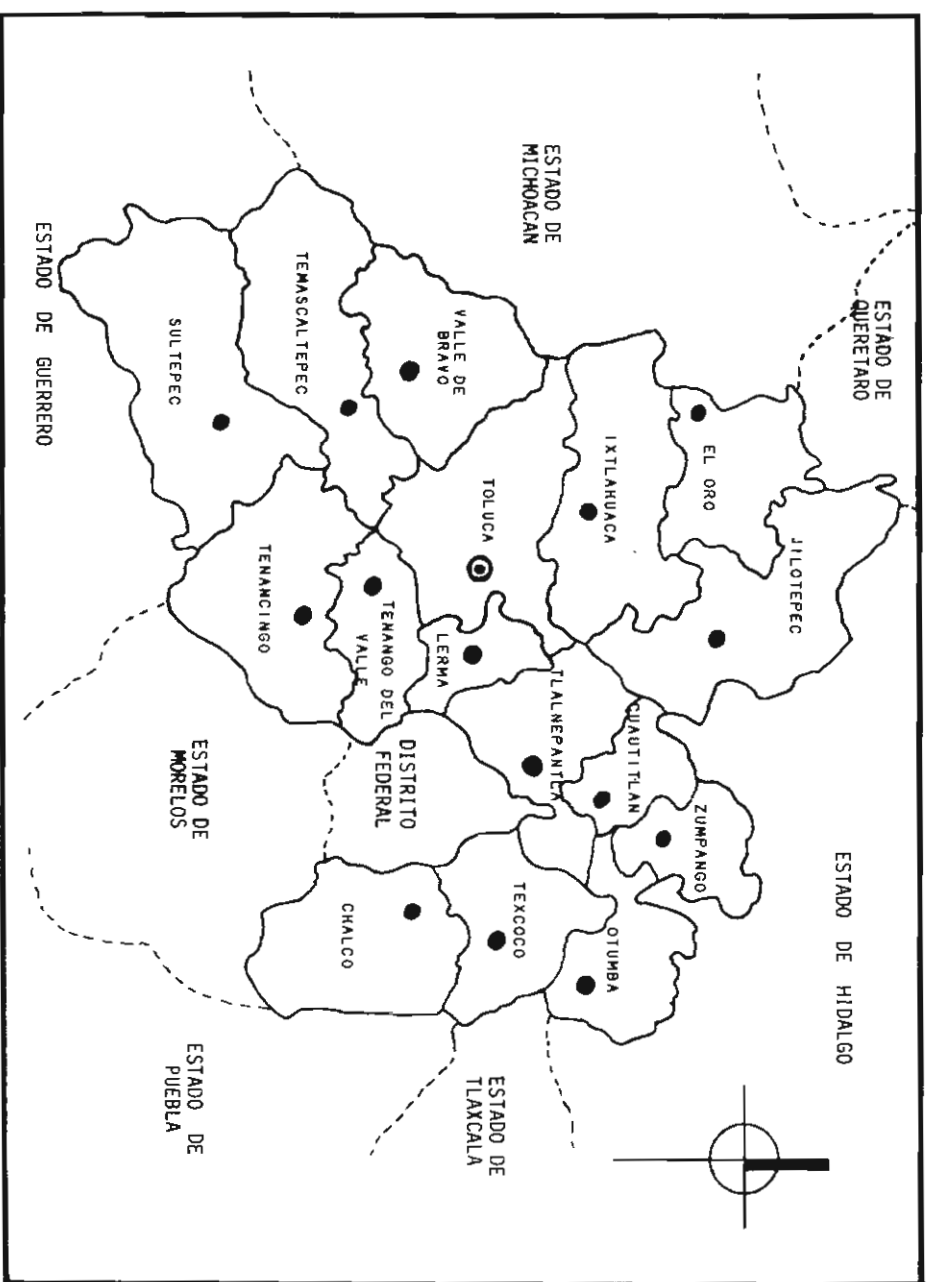 ESTADO DE
QUERETARO
ESTADO DE
MICHOACAN
ESTADO DE HIDALGO
JILOTEPEC
EL ORO
IXTLAHUACA
ZUMPANGO
CUAUTITLAN
TLALNEPANTLA
OTUMBA
VALLE DE
BRAVO
TOLUCA
LERMA
TEXCOCO
ESTADO DE
TLAXCALA
TEMASCALTEPEC
TENANGO DEL
VALLE
DISTRITO
FEDERAL
CHALCO
SULTEPEC
TENANCINGO
ESTADO DE
MORELOS
ESTADO DE
PUEBLA
ESTADO DE GUERRERO